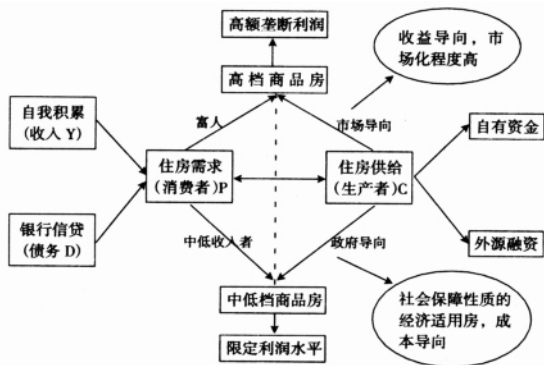 高额垄断利润
高档商品房
收益导向，市
场化程度高
自我积累
(收入 Y)
富人
市场导向
自有资金
住房需求
(消费者)P
住房供给
(生产者)C
银行信贷
(债务 D)
中低收入者
政府导向
外源融资
中低档商品房
社会保障性质的
经济适用房，成
本导向
限定利润水平